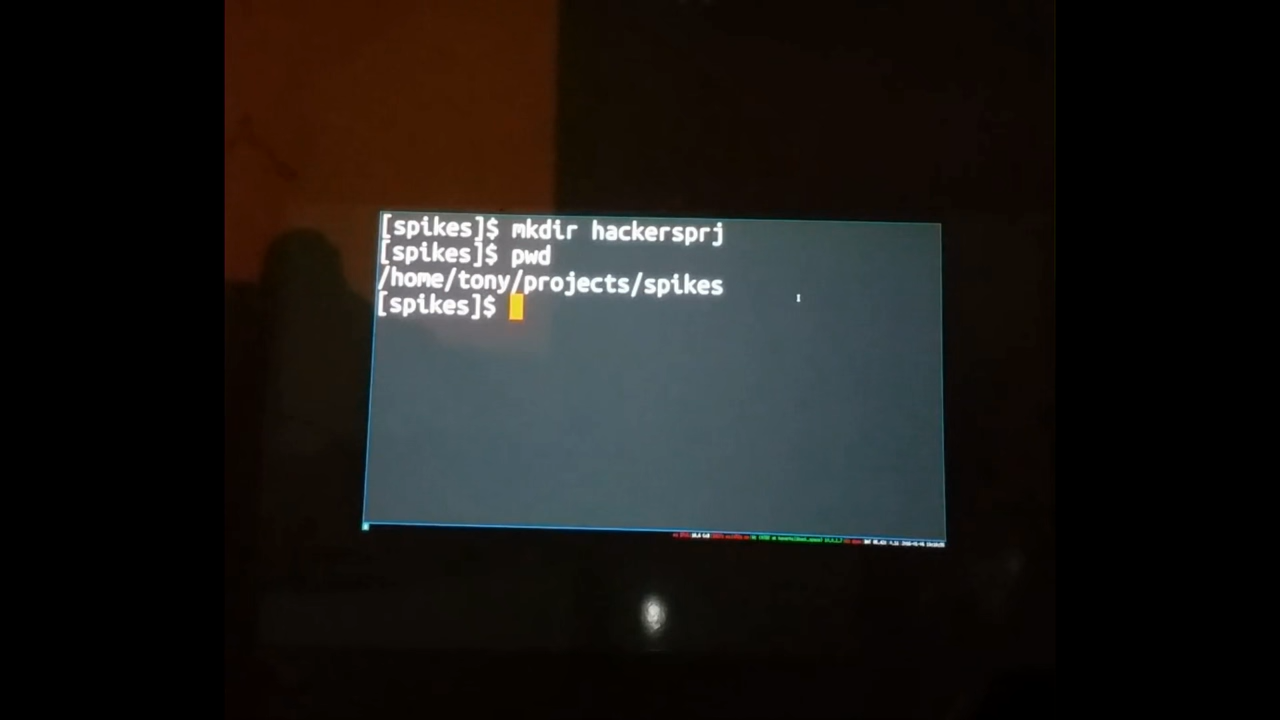 [spikes]$ mkdir hackersprj
[spikes]$ pwd
/home/tony/projects/spikes
[spikes]$